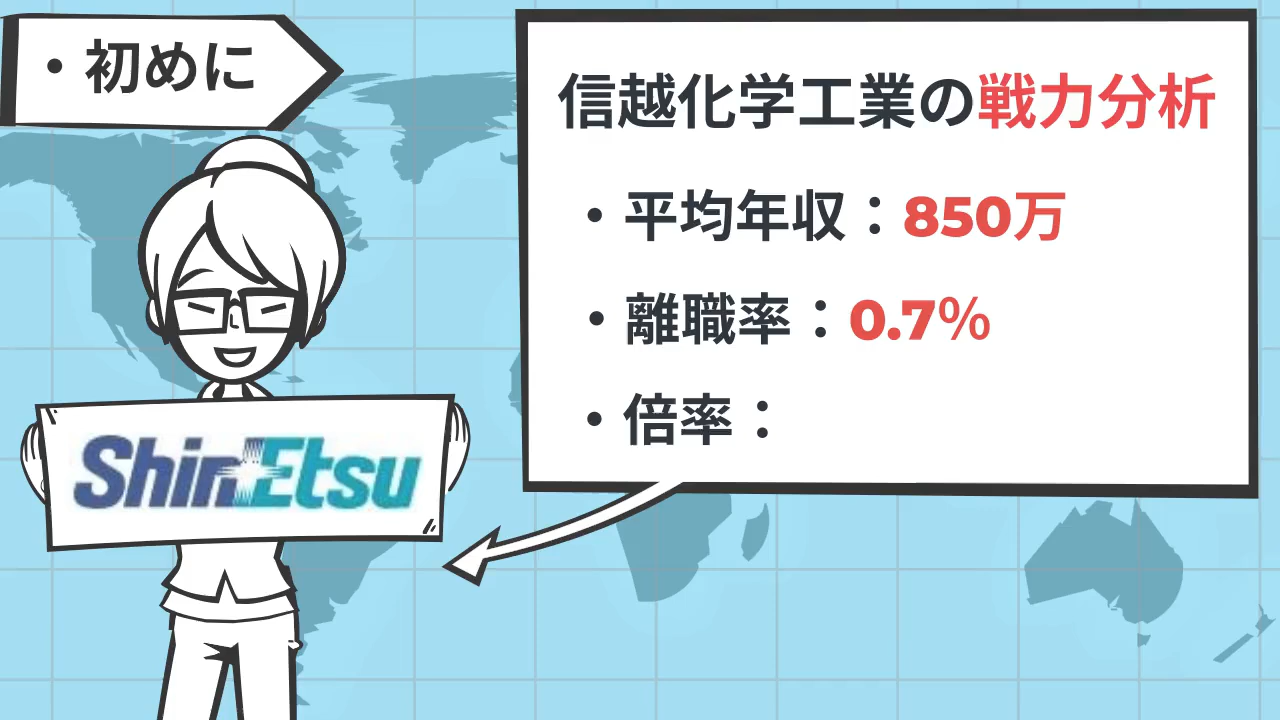 ・初めに
信越化学工業の戦力分析
・平均年収：850万
・離職率：0.7%
・倍率：
ShinEtsu